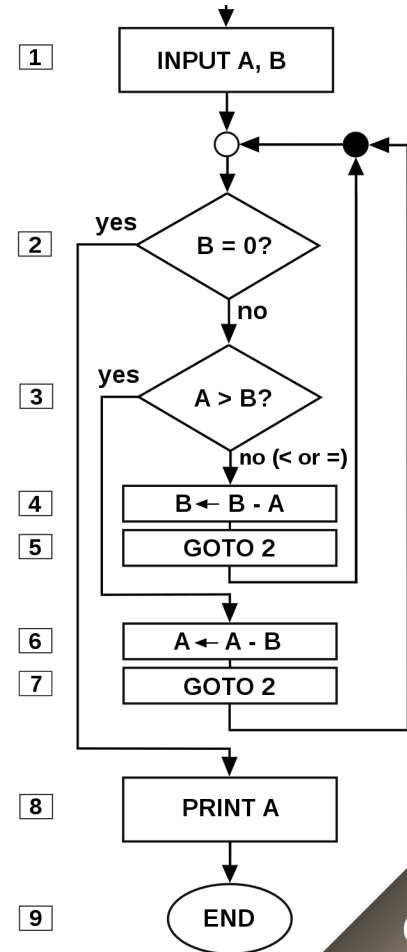 1
INPUT A, B
yes
2
B = 0?
no
yes
3
A > B?
no (< or =)
4
B ← B - A
5
GOTO 2
6
A ← A - B
7
GOTO 2
8
PRINT A
9
END